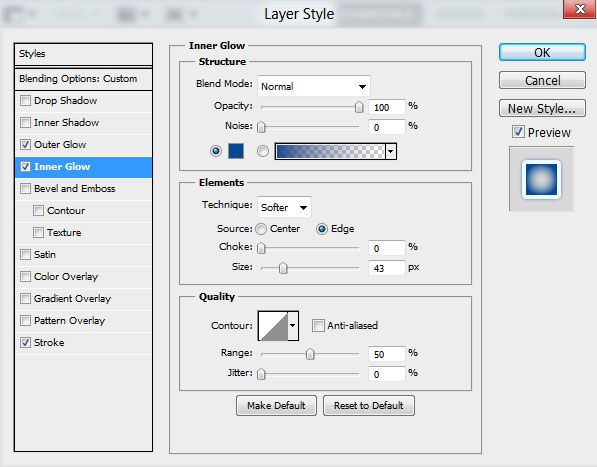 Layer Style
Styles
Blending Options: Custom
Drop Shadow
Inner Shadow
Outer Glow
Inner Glow
Bevel and Emboss
Contour
Texture
Satin
Color Overlay
Gradient Overlay
Pattern Overlay
Stroke
Inner Glow
Structure
Blend Mode: Normal
Opacity: 100 %
Noise: 0 %
Elements
Technique: Softer
Source: Center Edge
Choke: 0 %
Size: 43 px
Quality
Contour: Anti-aliased
Range: 50 %
Jitter: 0 %
Make Default Reset to Default
OK
Cancel
New Style...
Preview